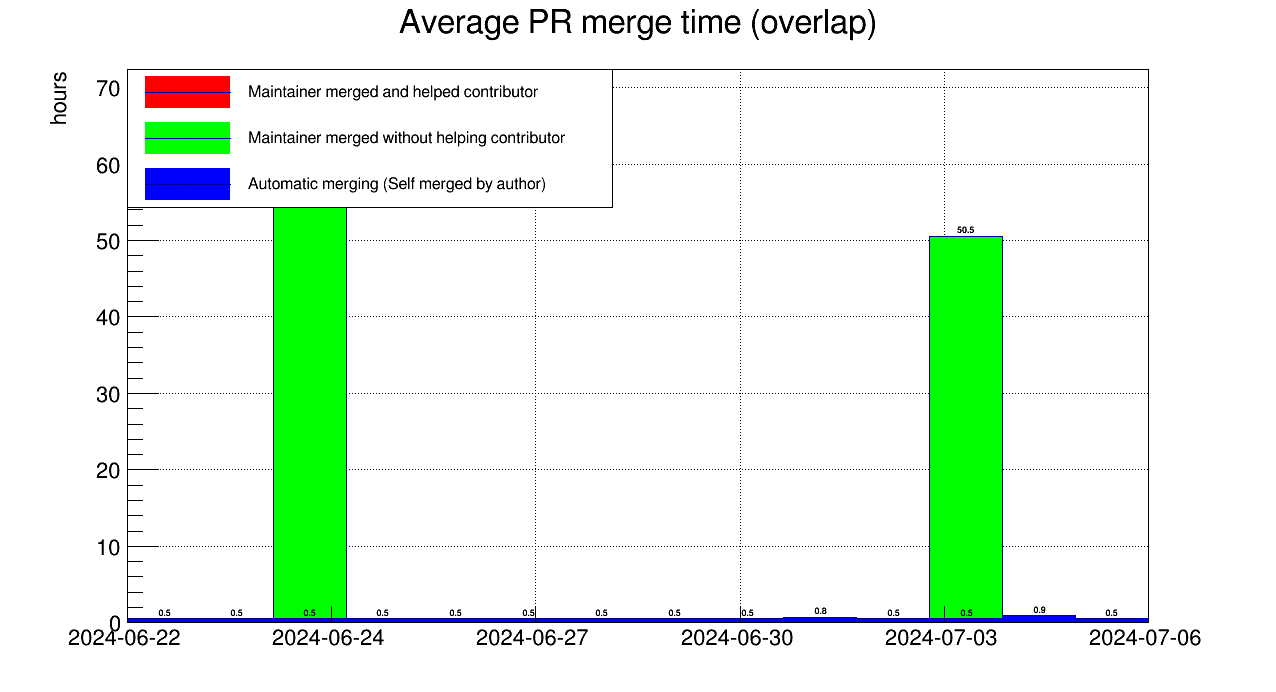 Average PR merge time (overlap)
hours
70
60
50
40
30
20
10
0
Maintainer merged and helped contributor
Maintainer merged without helping contributor
Automatic merging (Self merged by author)
50.5
0.5 0.5 0.5 0.5 0.5 0.5 0.5 0.5 0.5 0.8 0.5 0.5 0.9 0.5
2024-06-22 2024-06-24 2024-06-27 2024-06-30 2024-07-03 2024-07-06